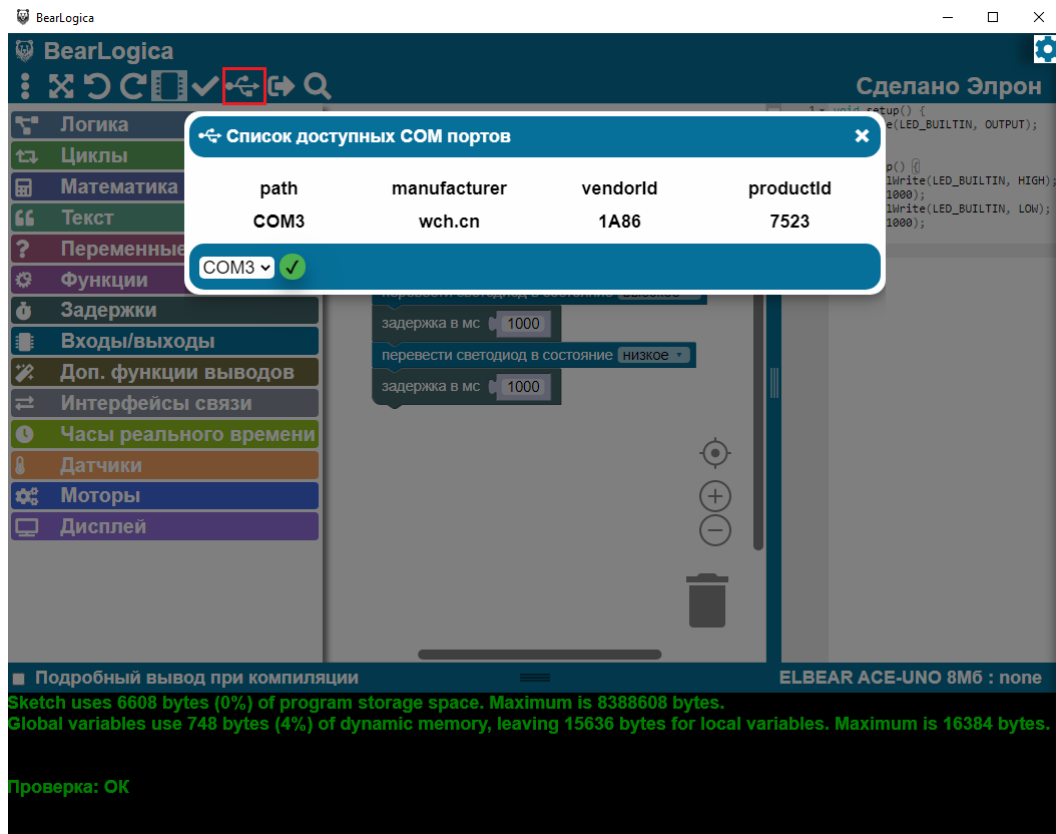 BearLogica
BearLogica
Сделано Элрон
Логика
Циклы
Математика
Текст
Переменные
Функции
Задержки
Входы/выходы
Доп. функции выводов
Интерфейсы связи
Часы реального времени
Датчики
Моторы
Дисплей
Список доступных COM портов
path manufacturer vendorId productId
COM3 wch.cn 1A86 7523
COM3
задержка в мс 1000
перевести светодиод в состояние низкое
задержка в мс 1000
1 void setup() {
e(LED_BUILTIN, OUTPUT);
p() {
lWrite(LED_BUILTIN, HIGH);
1000);
lWrite(LED_BUILTIN, LOW);
1000);
Подробный вывод при компиляции
ELBEAR ACE-UNO 8Мб : none
Sketch uses 6608 bytes (0%) of program storage space. Maximum is 8388608 bytes.
Global variables use 748 bytes (4%) of dynamic memory, leaving 15636 bytes for local variables. Maximum is 16384 bytes.
Проверка: ОК